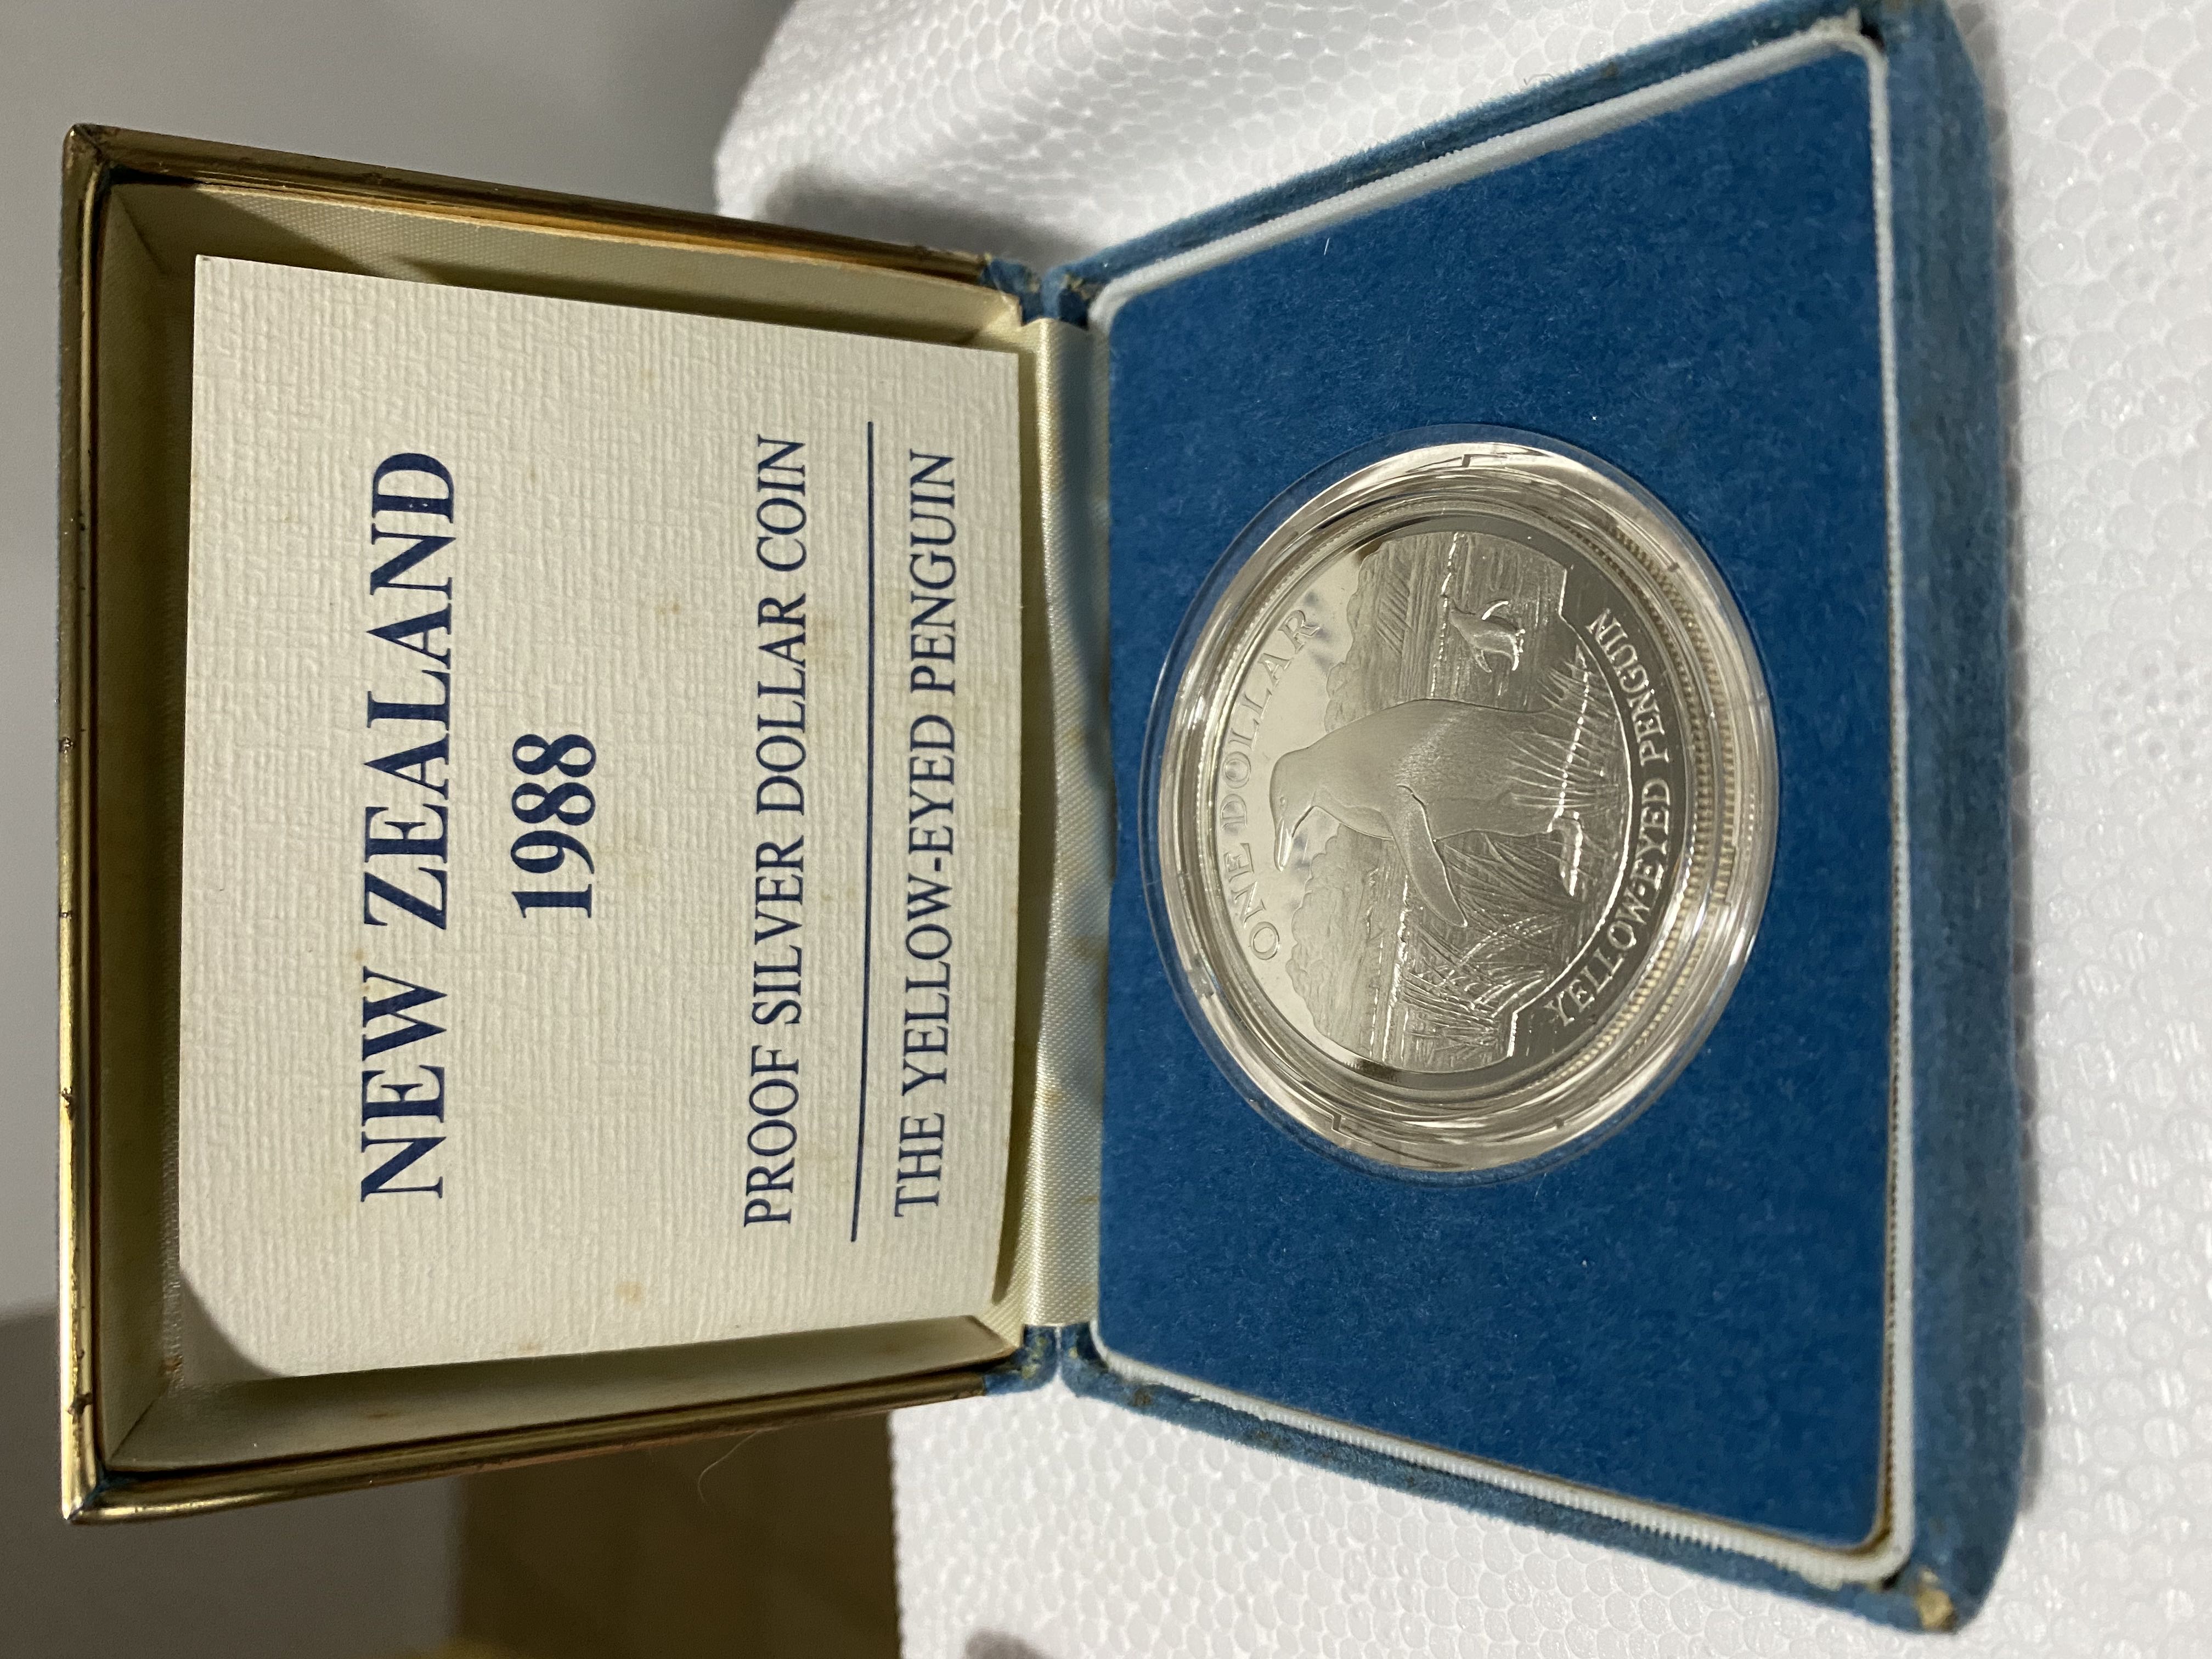 NEW ZEALAND
1988
PROOF SILVER DOLLAR COIN
THE YELLOW-EYED PENGUIN
ONE DOLLAR
YELLOW-EYED PENGUIN